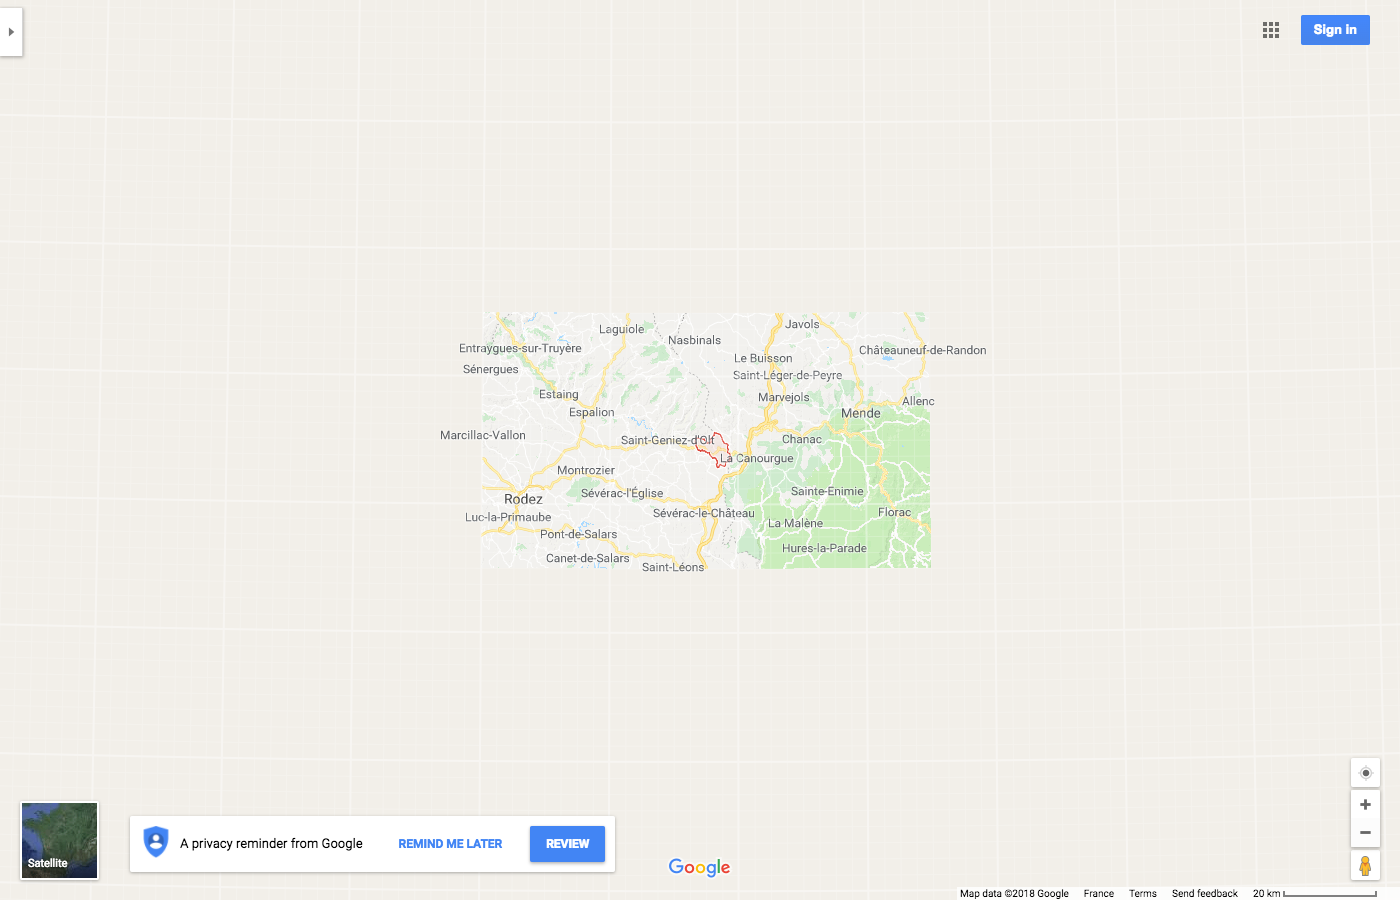 Sign in
Javols
Laguiole
Nasbinals
Entraygues-sur-Truyère
Châteauneuf-de-Randon
Le Buisson
Sénergues
Saint-Léger-de-Peyre
Estaing
Marvejols
Allenc
Espalion
Mende
Marcillac-Vallon
Saint-Geniez-d'Olt
Chanac
La Canourgue
Montrozier
Sévérac-l'Église
Sainte-Enimie
Rodez
Luc-la-Primaube
Sévérac-le-Château
Florac
La Malène
Pont-de-Salars
Hures-la-Parade
Canet-de-Salars
Saint-Léons
A privacy reminder from Google
REMIND ME LATER
REVIEW
Satellite
Google
Map data ©2018 Google France Terms Send feedback 20 km